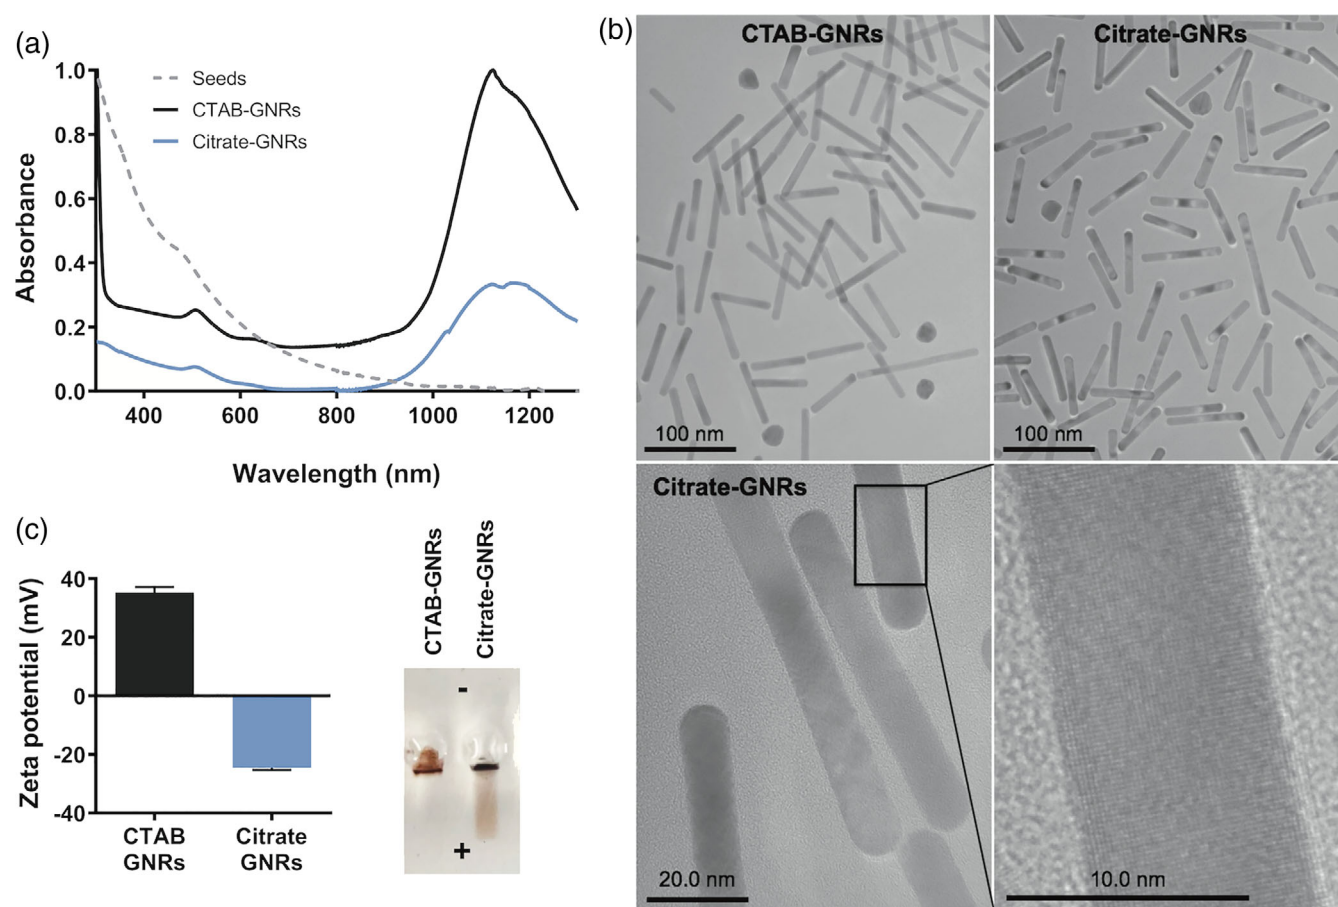 (a)
1.0
0.8
0.6
0.4
0.2
0.0
Absorbance
Seeds
CTAB-GNRs
Citrate-GNRs
400
600
800
1000
1200
Wavelength (nm)
(b)
CTAB-GNRs
100 nm
Citrate-GNRs
100 nm
Citrate-GNRs
20.0 nm
10.0 nm
(c)
Zeta potential (mV)
40
20
0
-20
-40
CTAB
GNRs
Citrate
GNRs
CTAB-GNRs
Citrate-GNRs
-
+